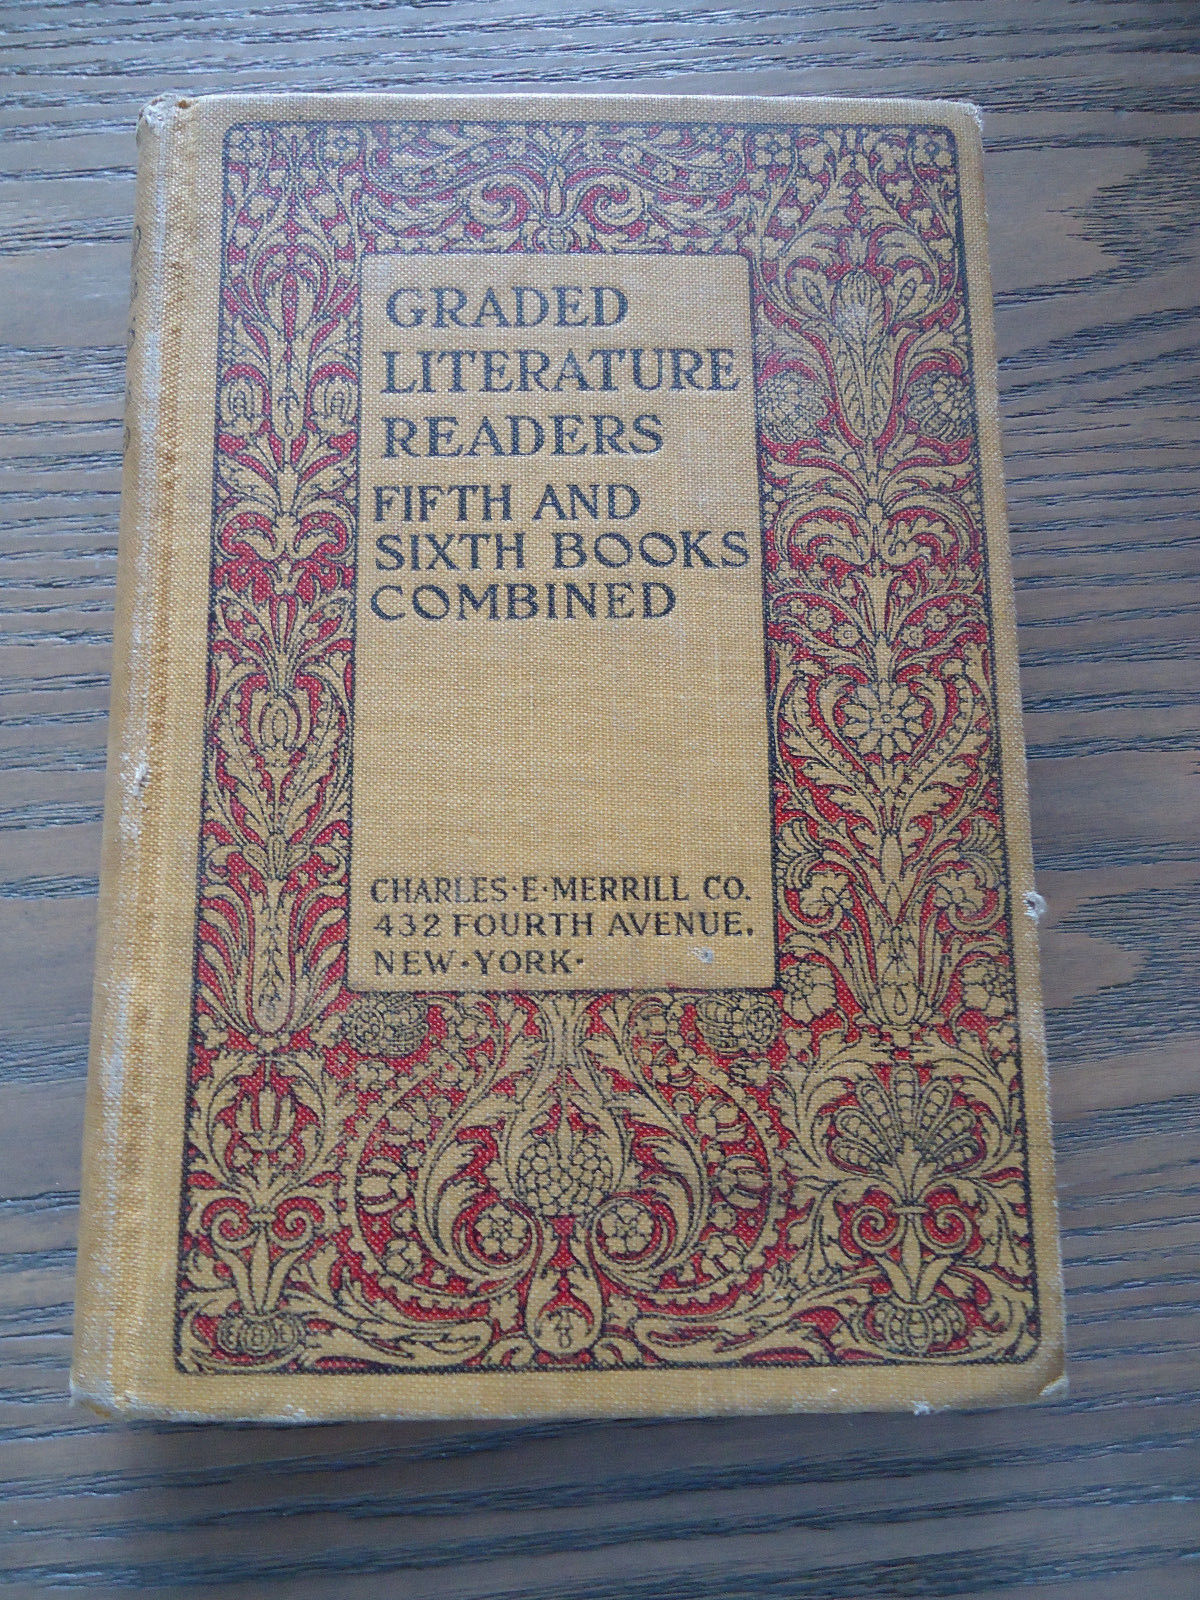 GRADED
LITERATURE
READERS
FIFTH AND
SIXTH BOOKS
COMBINED
CHARLES·E·MERRILL CO.
432 FOURTH AVENUE.
NEW·YORK·